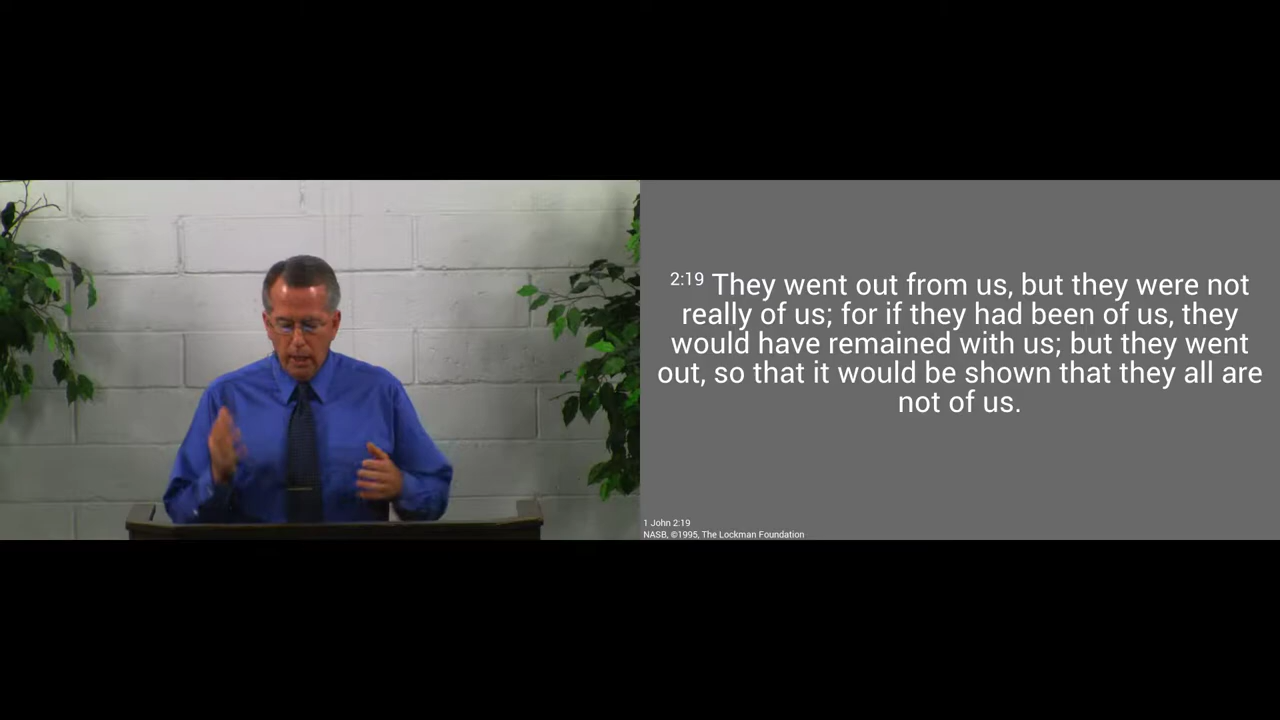 2:19 They went out from us, but they were not
really of us; for if they had been of us, they
would have remained with us; but they went
out, so that it would be shown that they all are
not of us.
1 John 2:19
NASB, ©1995, The Lockman Foundation